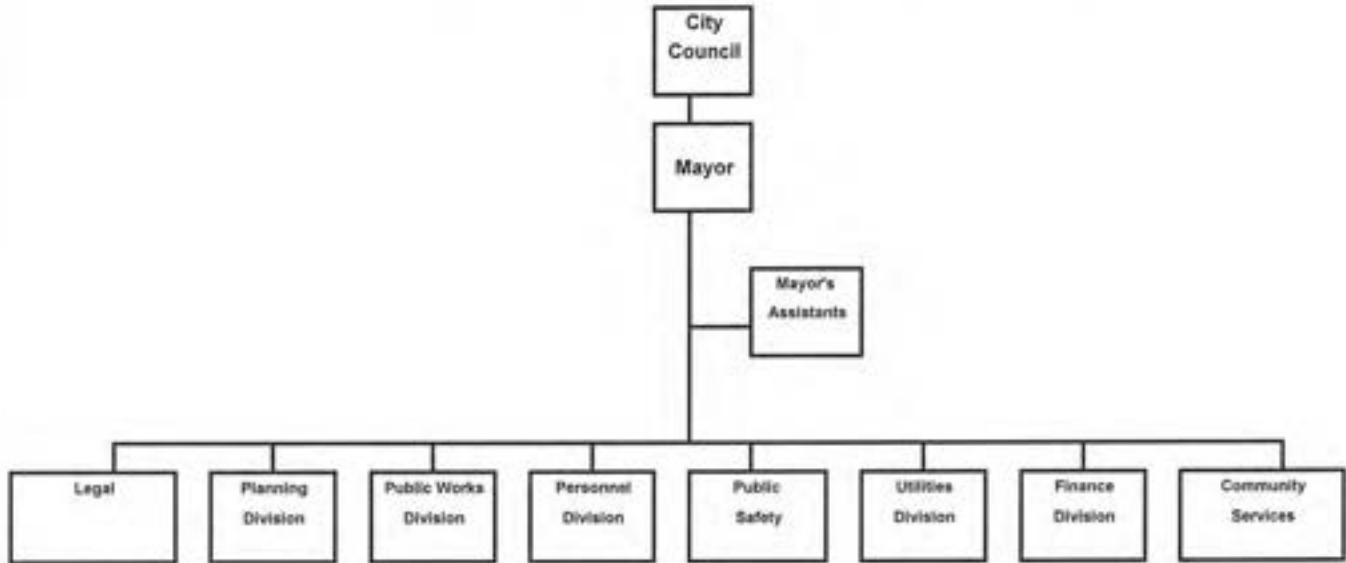 City
Council
Mayor
Mayor's
Assistants
Legal
Planning
Division
Public Works
Division
Personnel
Division
Public
Safety
Utilities
Division
Finance
Division
Community
Services